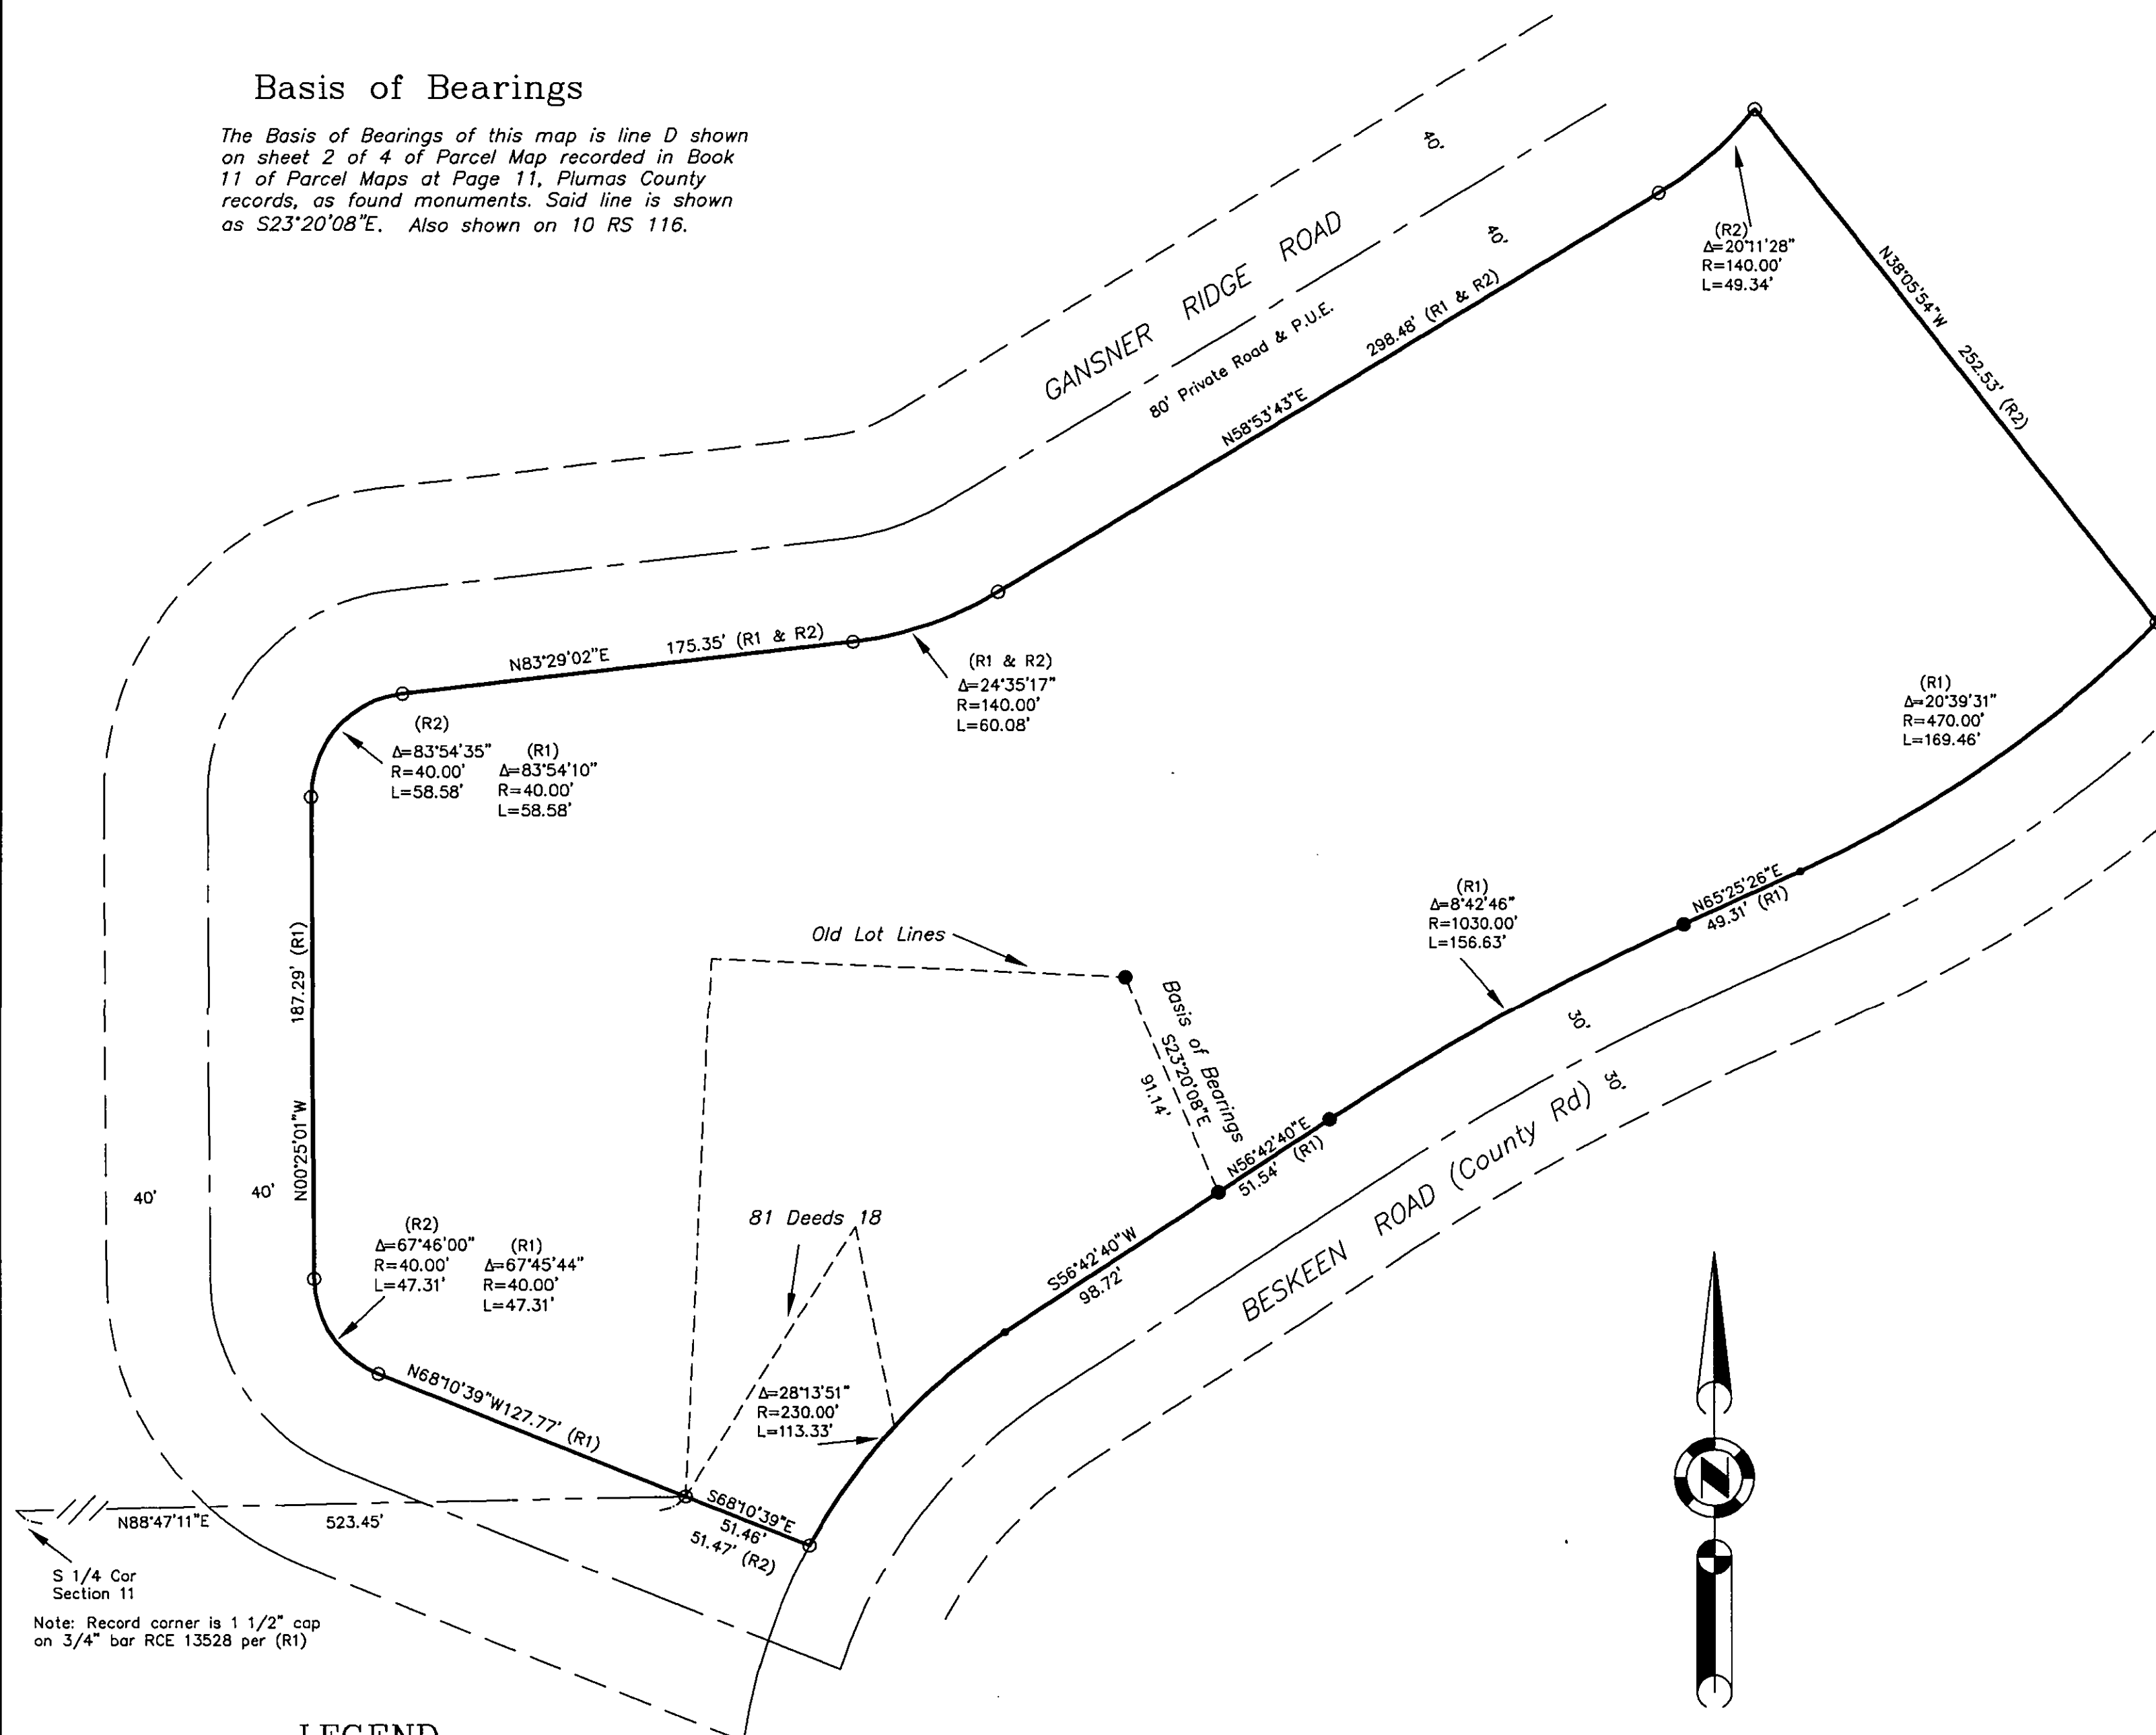 Basis of Bearings
The Basis of Bearings of this map is line D shown
on sheet 2 of 4 of Parcel Map recorded in Book
11 of Parcel Maps at Page 11, Plumas County
records, as found monuments. Said line is shown
as S23°20'08"E. Also shown on 10 RS 116.
40'
GANSNER RIDGE ROAD
40'
80' Private Road & P.U.E.
298.48' (R1 & R2)
N58°53'43"E
(R2)
Δ=20°11'28"
R=140.00'
L=49.34'
N38°05'54"W
252.53' (R2)
N83°29'02"E
175.35' (R1 & R2)
(R1 & R2)
Δ=24°35'17"
R=140.00'
L=60.08'
(R2)
Δ=83°54'35"
R=40.00'
L=58.58'
(R1)
Δ=83°54'10"
R=40.00'
L=58.58'
(R1)
Δ=20°39'31"
R=470.00'
L=169.46'
N65°25'26"E
49.31' (R1)
(R1)
Δ=8°42'46"
R=1030.00'
L=156.63'
Old Lot Lines
Basis of Bearings
S23°20'08"E
91.14'
187.29' (R1)
N00°25'01"W
40'
40'
30'
30'
N56°42'40"E
51.54' (R1)
BESKEEN ROAD (County Rd)
81 Deeds 18
S56°42'40"W
98.72'
(R2)
Δ=67°46'00"
R=40.00'
L=47.31'
(R1)
Δ=67°45'44"
R=40.00'
L=47.31'
N68°10'39"W127.77' (R1)
Δ=28°13'51"
R=230.00'
L=113.33'
S68°10'39"E
51.46'
51.47' (R2)
N88°47'11"E
523.45'
S 1/4 Cor
Section 11
Note: Record corner is 1 1/2" cap
on 3/4" bar RCE 13528 per (R1)
N
LEGEND